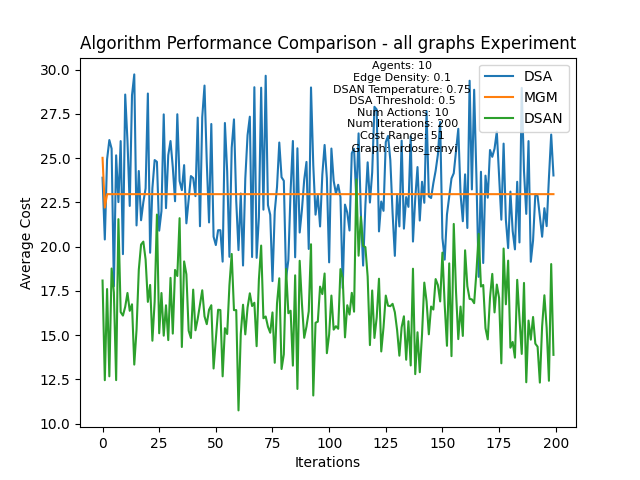 Algorithm Performance Comparison - all graphs Experiment
Agents: 10
Edge Density: 0.1
DSAN Temperature: 0.75
DSA Threshold: 0.5
Num Actions: 10
Num Iterations: 200
Cost Range: 51
Graph: erdos_renyi
DSA
MGM
DSAN
Average Cost
30.0
27.5
25.0
22.5
20.0
17.5
15.0
12.5
10.0
0 25 50 75 100 125 150 175 200
Iterations